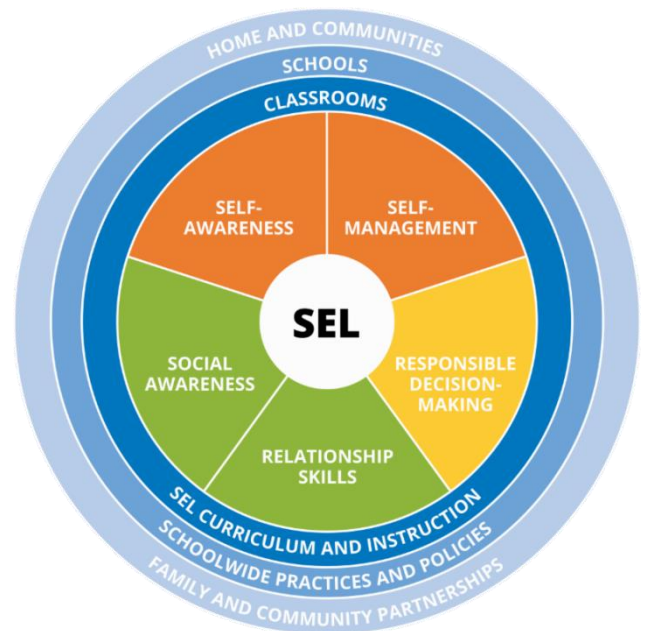 HOME AND COMMUNITIES
SCHOOLS
CLASSROOMS
SELF-
AWARENESS
SELF-
MANAGEMENT
SEL
SOCIAL
AWARENESS
RESPONSIBLE
DECISION-
MAKING
RELATIONSHIP
SKILLS
SEL CURRICULUM AND INSTRUCTION
SCHOOLWIDE PRACTICES AND POLICIES
FAMILY AND COMMUNITY PARTNERSHIPS